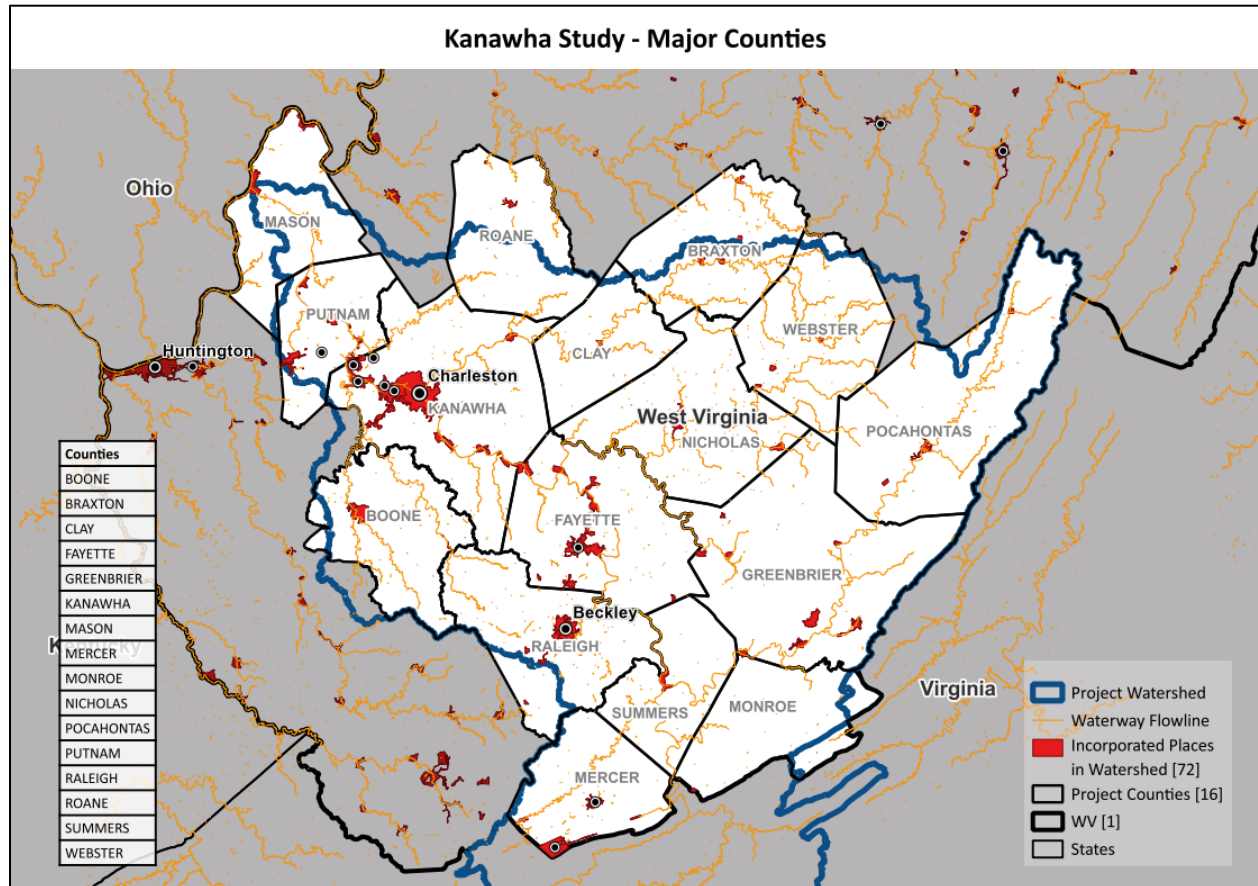 Kanawha Study - Major Counties
Ohio
MASON
ROANE
BRAXTON
PUTNAM
WEBSTER
Huntington
CLAY
Charleston
KANAWHA
West Virginia
NICHOLAS
POCAHONTAS
Counties
BOONE
BRAXTON
CLAY
FAYETTE
GREENBRIER
KANAWHA
MASON
MERCER
MONROE
NICHOLAS
POCAHONTAS
PUTNAM
RALEIGH
ROANE
SUMMERS
WEBSTER
BOONE
FAYETTE
GREENBRIER
Beckley
RALEIGH
Virginia
SUMMERS
MONROE
MERCER
Project Watershed
Waterway Flowline
Incorporated Places
in Watershed [72]
Project Counties [16]
WV [1]
States